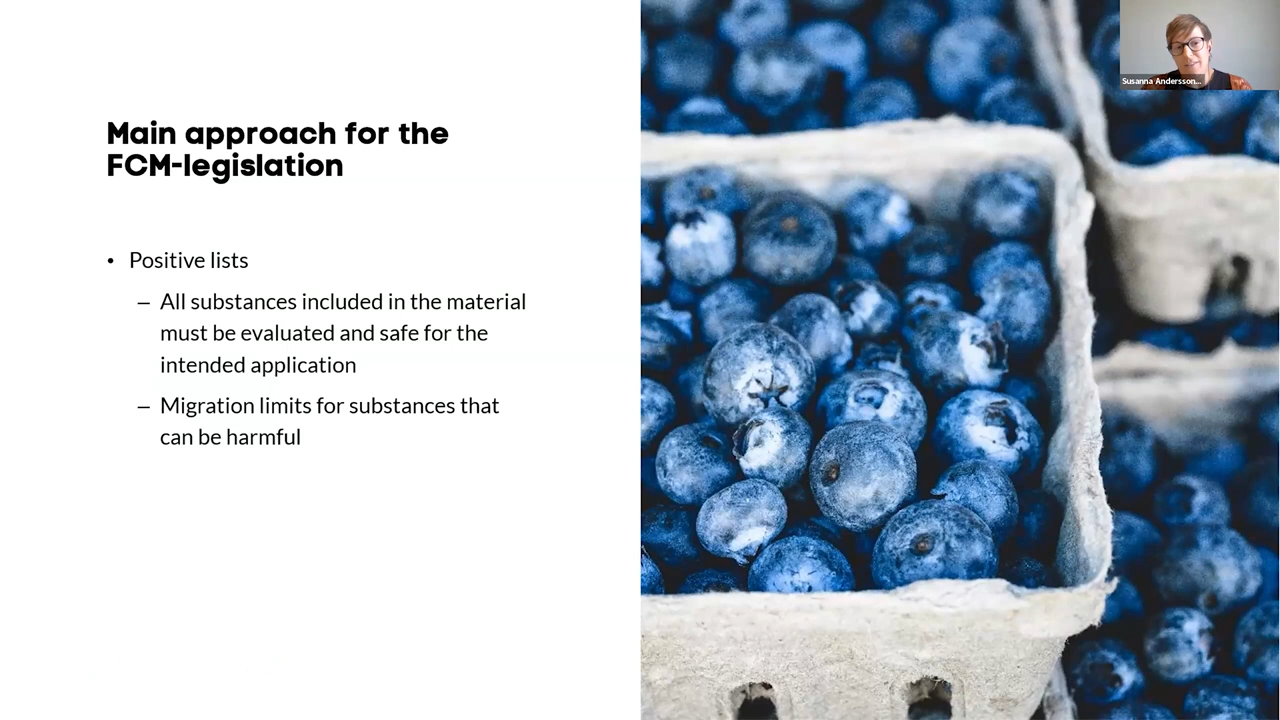 Susanna Andersson...
Main approach for the
FCM-legislation
• Positive lists
– All substances included in the material
must be evaluated and safe for the
intended application
– Migration limits for substances that
can be harmful